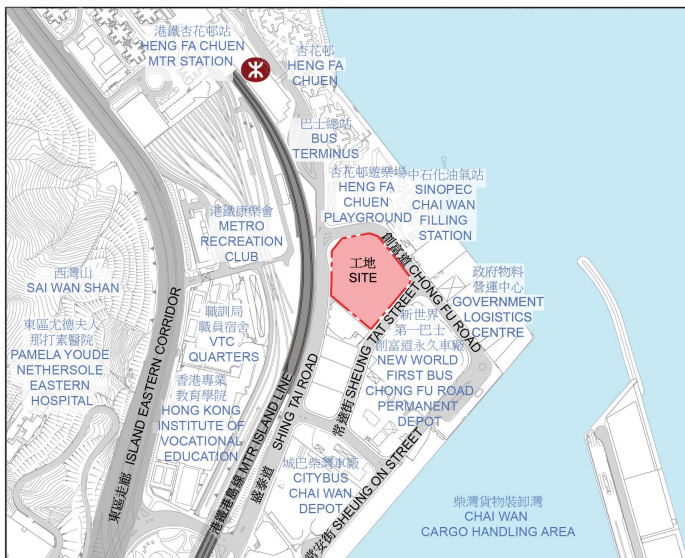 港鐵杏花邨站
HENG FA CHUEN
MTR STATION
杏花邨
HENG FA
CHUEN
巴士總站
BUS
TERMINUS
杏花邨遊樂場
HENG FA
CHUEN
PLAYGROUND
中石化油氣站
SINOPEC
CHAI WAN
FILLING
STATION
港鐵康樂會
METRO
RECREATION
CLUB
工地
SITE
創富道 CHONG FU ROAD
政府物料
營運中心
GOVERNMENT
LOGISTICS
CENTRE
西灣山
SAI WAN SHAN
東區尤德夫人
那打素醫院
PAMELA YOUDE
NETHERSOLE
EASTERN
HOSPITAL
東區走廊 ISLAND EASTERN CORRIDOR
職訓局
職員宿舍
VTC
QUARTERS
香港專業
教育學院
HONG KONG
INSTITUTE OF
VOCATIONAL
EDUCATION
港鐵港島線 MTR ISLAND LINE
盛泰道 SHING TAI ROAD
常達街 SHEUNG TAT STREET
新世界
第一巴士
創富道永久車廠
NEW WORLD
FIRST BUS
CHONG FU ROAD
PERMANENT
DEPOT
城巴柴灣車廠
CITYBUS
CHAI WAN
DEPOT
常安街 SHEUNG ON STREET
柴灣貨物裝卸灣
CHAI WAN
CARGO HANDLING AREA